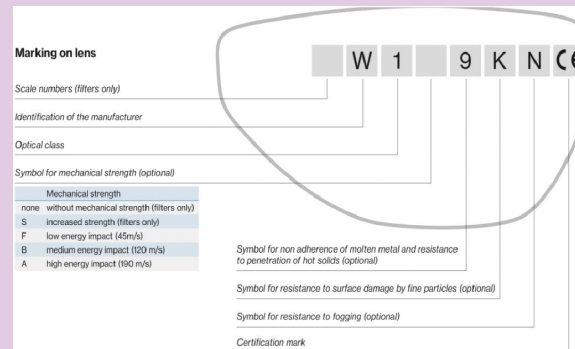 Marking on lens
W 1 9 K N CE
Scale numbers (filters only)
Identification of the manufacturer
Optical class
Symbol for mechanical strength (optional)
Mechanical strength
none without mechanical strength (filters only)
S increased strength (filters only)
F low energy impact (45m/s)
B medium energy impact (120 m/s)
A high energy impact (190 m/s)
Symbol for non adherence of molten metal and resistance
to penetration of hot solids (optional)
Symbol for resistance to surface damage by fine particles (optional)
Symbol for resistance to fogging (optional)
Certification mark